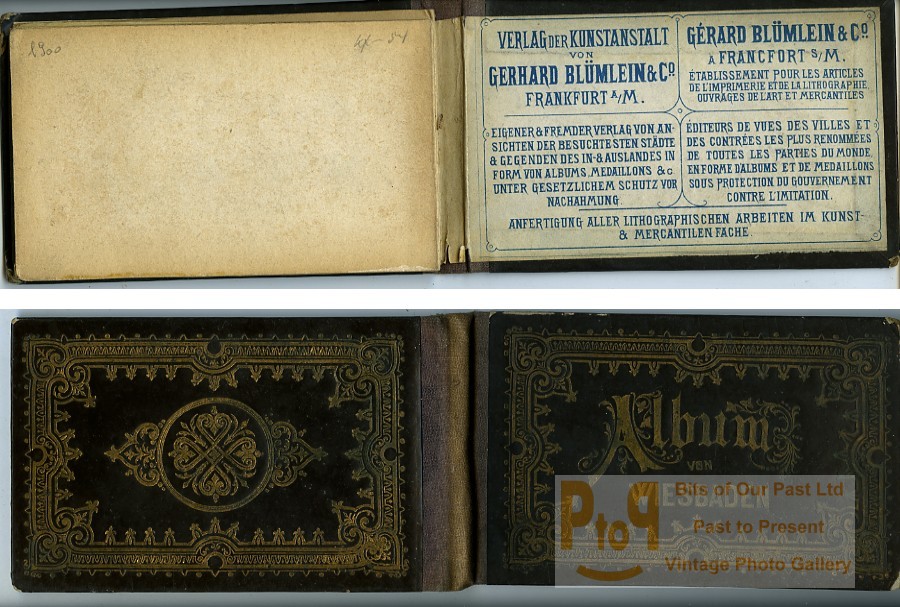 1900
VERLAG DER KUNSTANSTALT
VON
GERHARD BLÜMLEIN & Cº
FRANKFURT A/M.
GÉRARD BLÜMLEIN & Cº
A FRANCFORT S/M.
ÉTABLISSEMENT POUR LES ARTICLES
DE L'IMPRIMERIE ET DE LA LITHOGRAPHIE
OUVRAGES DE L'ART ET MERCANTILES
EIGENER & FREMDER VERLAG VON AN-
SICHTEN DER BESUCHTESTEN STÄDTE
& GEGENDEN DES IN- & AUSLANDES IN
FORM VON ALBUMS, MEDAILLONS &c.
UNTER GESETZLICHEM SCHUTZ VOR
NACHAHMUNG.
ÉDITEURS DE VUES DES VILLES ET
DES CONTRÉES LES PLUS RENOMMÉES
DE TOUTES LES PARTIES DU MONDE,
EN FORME D'ALBUMS ET DE MEDAILLONS
SOUS PROTECTION DU GOUVERNEMENT
CONTRE L'IMITATION.
ANFERTIGUNG ALLER LITHOGRAPHISCHEN ARBEITEN IM KUNST-
& MERCANTILEN FACHE.
Album
VON
WIESBADEN
PtoP
Bits of Our Past Ltd
Past to Present
Vintage Photo Gallery